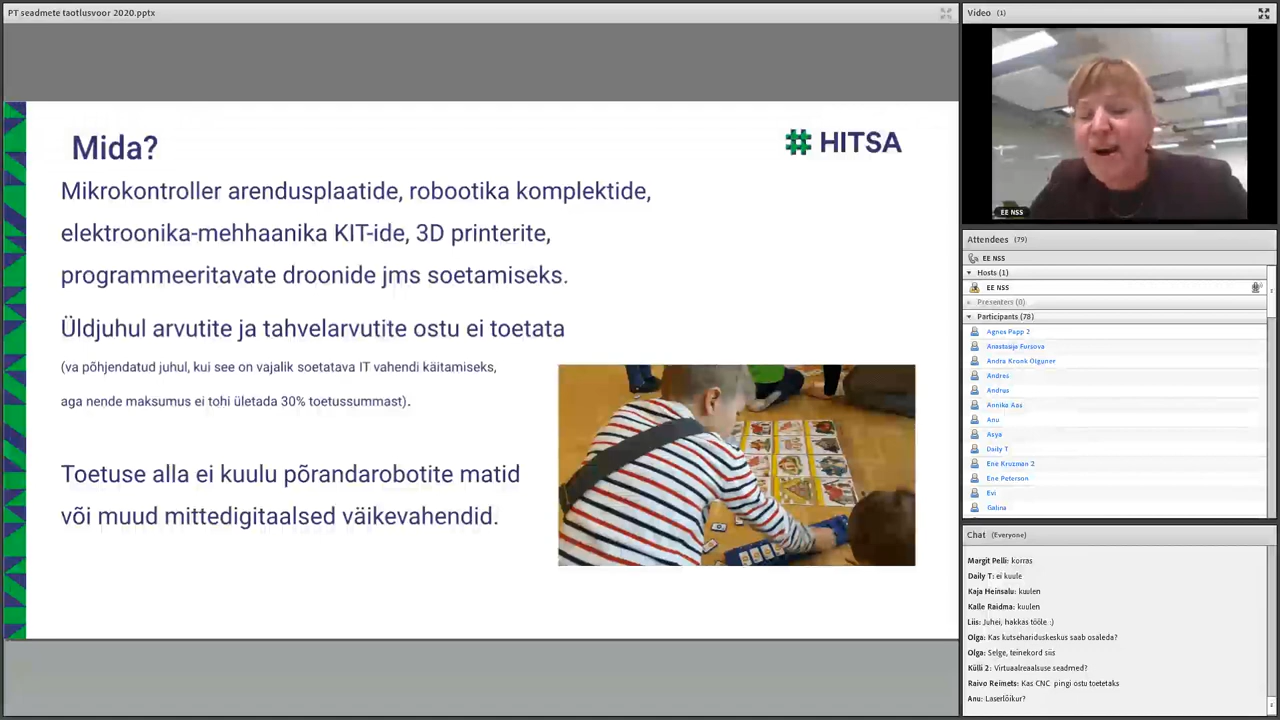 PT seadmete taotlusvoor 2020.pptx
Mida?
HITSA
Mikrokontroller arendusplaatide, robootika komplektide,
elektroonika-mehhaanika KIT-ide, 3D printerite,
programmeeritavate droonide jms soetamiseks.
Üldjuhul arvutite ja tahvelarvutite ostu ei toetata
(va põhjendatud juhul, kui see on vajalik soetatava IT vahendi käitamiseks,
aga nende maksumus ei tohi ületada 30% toetussummast).
Toetuse alla ei kuulu põrandarobotite matid
või muud mittedigitaalsed väikevahendid.
Video (1)
EE NSS
Attendees (79)
EE NSS
Hosts (1)
EE NSS
Presenters (0)
Participants (78)
Agnes Papp 2
Anastasija Fursova
Andra Kronk Olguner
Andres
Andrus
Annika Aas
Anu
Asya
Daily T
Ene Kruzman 2
Ene Peterson
Evi
Galina
Chat (Everyone)
Margit Pelli: korras
Daily T: ei kuule
Kaja Heinsalu: kuulen
Kalle Raidma: kuulen
Liis: Juhei, hakkas tööle :)
Olga: Kas kutsehariduskeskus saab osaleda?
Olga: Selge, teinekord siis
Külli 2: Virtuaalreaalsuse seadmed?
Raivo Reimets: Kas CNC pingi ostu toetetaks
Anu: Laserlõikur?